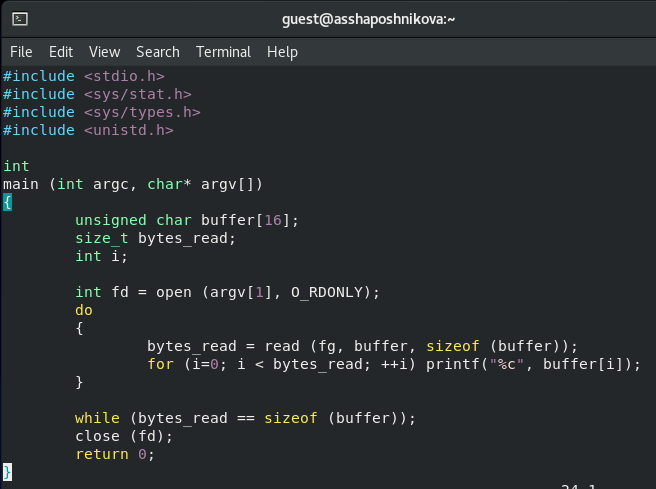 guest@asshaposhnikova:~
File Edit View Search Terminal Help
#include <stdio.h>
#include <sys/stat.h>
#include <sys/types.h>
#include <unistd.h>
int
main (int argc, char* argv[])
{
unsigned char buffer[16];
size_t bytes_read;
int i;
int fd = open (argv[1], O_RDONLY);
do
{
bytes_read = read (fg, buffer, sizeof (buffer));
for (i=0; i < bytes_read; ++i) printf("%c", buffer[i]);
}
while (bytes_read == sizeof (buffer));
close (fd);
return 0;
}